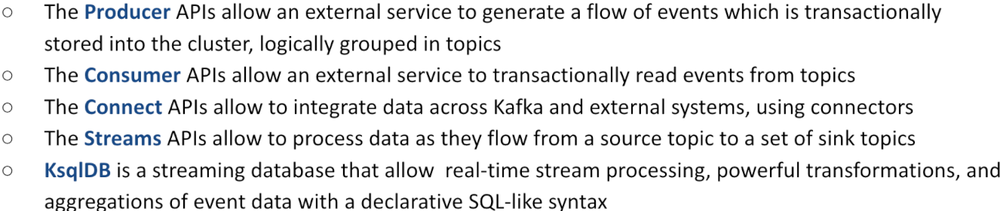 ○ The Producer APIs allow an external service to generate a flow of events which is transactionally
stored into the cluster, logically grouped in topics
○ The Consumer APIs allow an external service to transactionally read events from topics
○ The Connect APIs allow to integrate data across Kafka and external systems, using connectors
○ The Streams APIs allow to process data as they flow from a source topic to a set of sink topics
○ KsqlDB is a streaming database that allow  real-time stream processing, powerful transformations, and
aggregations of event data with a declarative SQL-like syntax